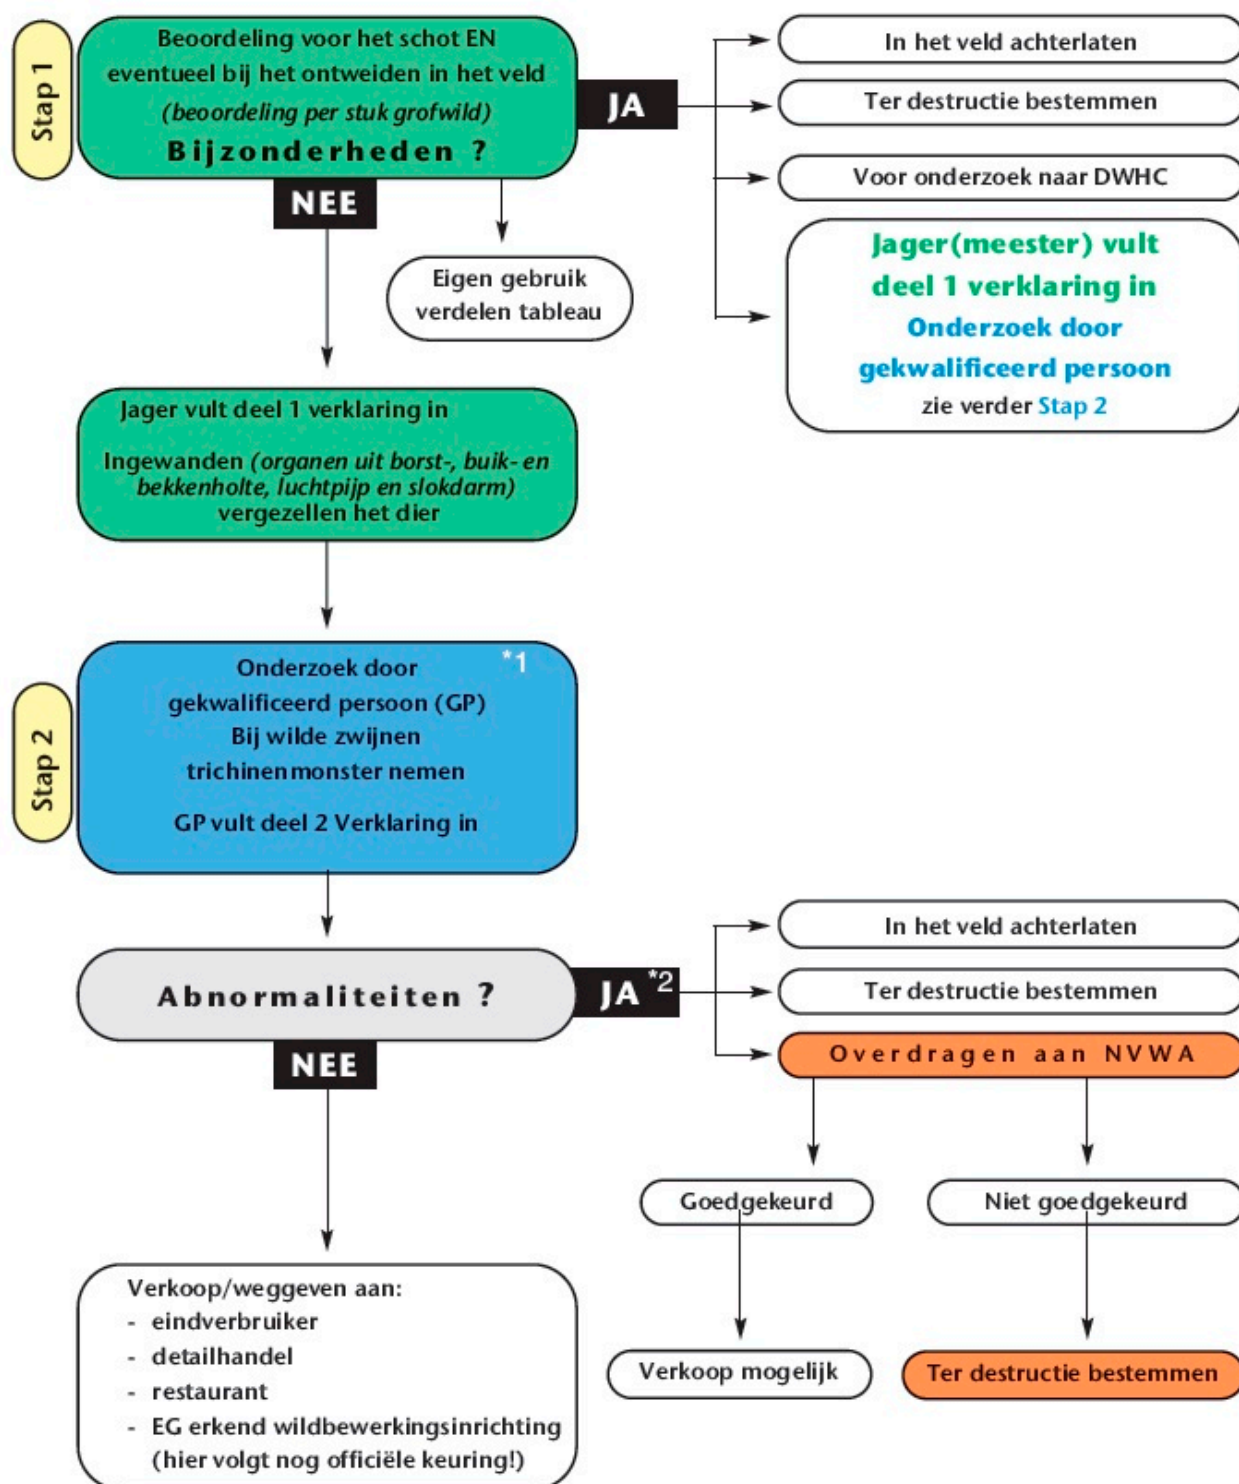 Stap 1
Beoordeling voor het schot EN
eventueel bij het ontweiden in het veld
(beoordeling per stuk grofwild)
Bijzonderheden ?
JA
NEE
In het veld achterlaten
Ter destructie bestemmen
Voor onderzoek naar DWHC
Jager(meester) vult
deel 1 verklaring in
Onderzoek door
gekwalificeerd persoon
zie verder Stap 2
Eigen gebruik
verdelen tableau
Jager vult deel 1 verklaring in
Ingewanden (organen uit borst-, buik- en
bekkenholte, luchtpijp en slokdarm)
vergezellen het dier
Stap 2
Onderzoek door *1
gekwalificeerd persoon (GP)
Bij wilde zwijnen
trichinenmonster nemen
GP vult deel 2 Verklaring in
Abnormaliteiten ?
JA *2
NEE
In het veld achterlaten
Ter destructie bestemmen
Overdragen aan NVWA
Goedgekeurd
Niet goedgekeurd
Verkoop mogelijk
Ter destructie bestemmen
Verkoop/weggeven aan:
- eindverbruiker
- detailhandel
- restaurant
- EG erkend wildbewerkingsinrichting
(hier volgt nog officiële keuring!)